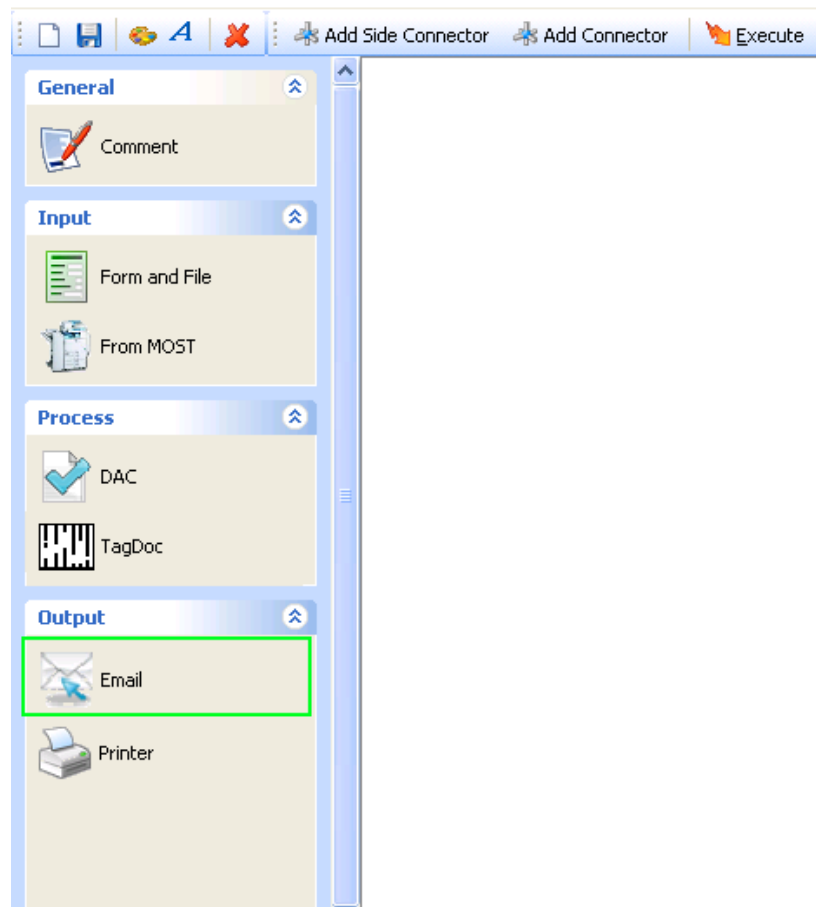 A Add Side Connector Add Connector Execute
General
Comment
Input
Form and File
From MOST
Process
DAC
TagDoc
Output
Email
Printer